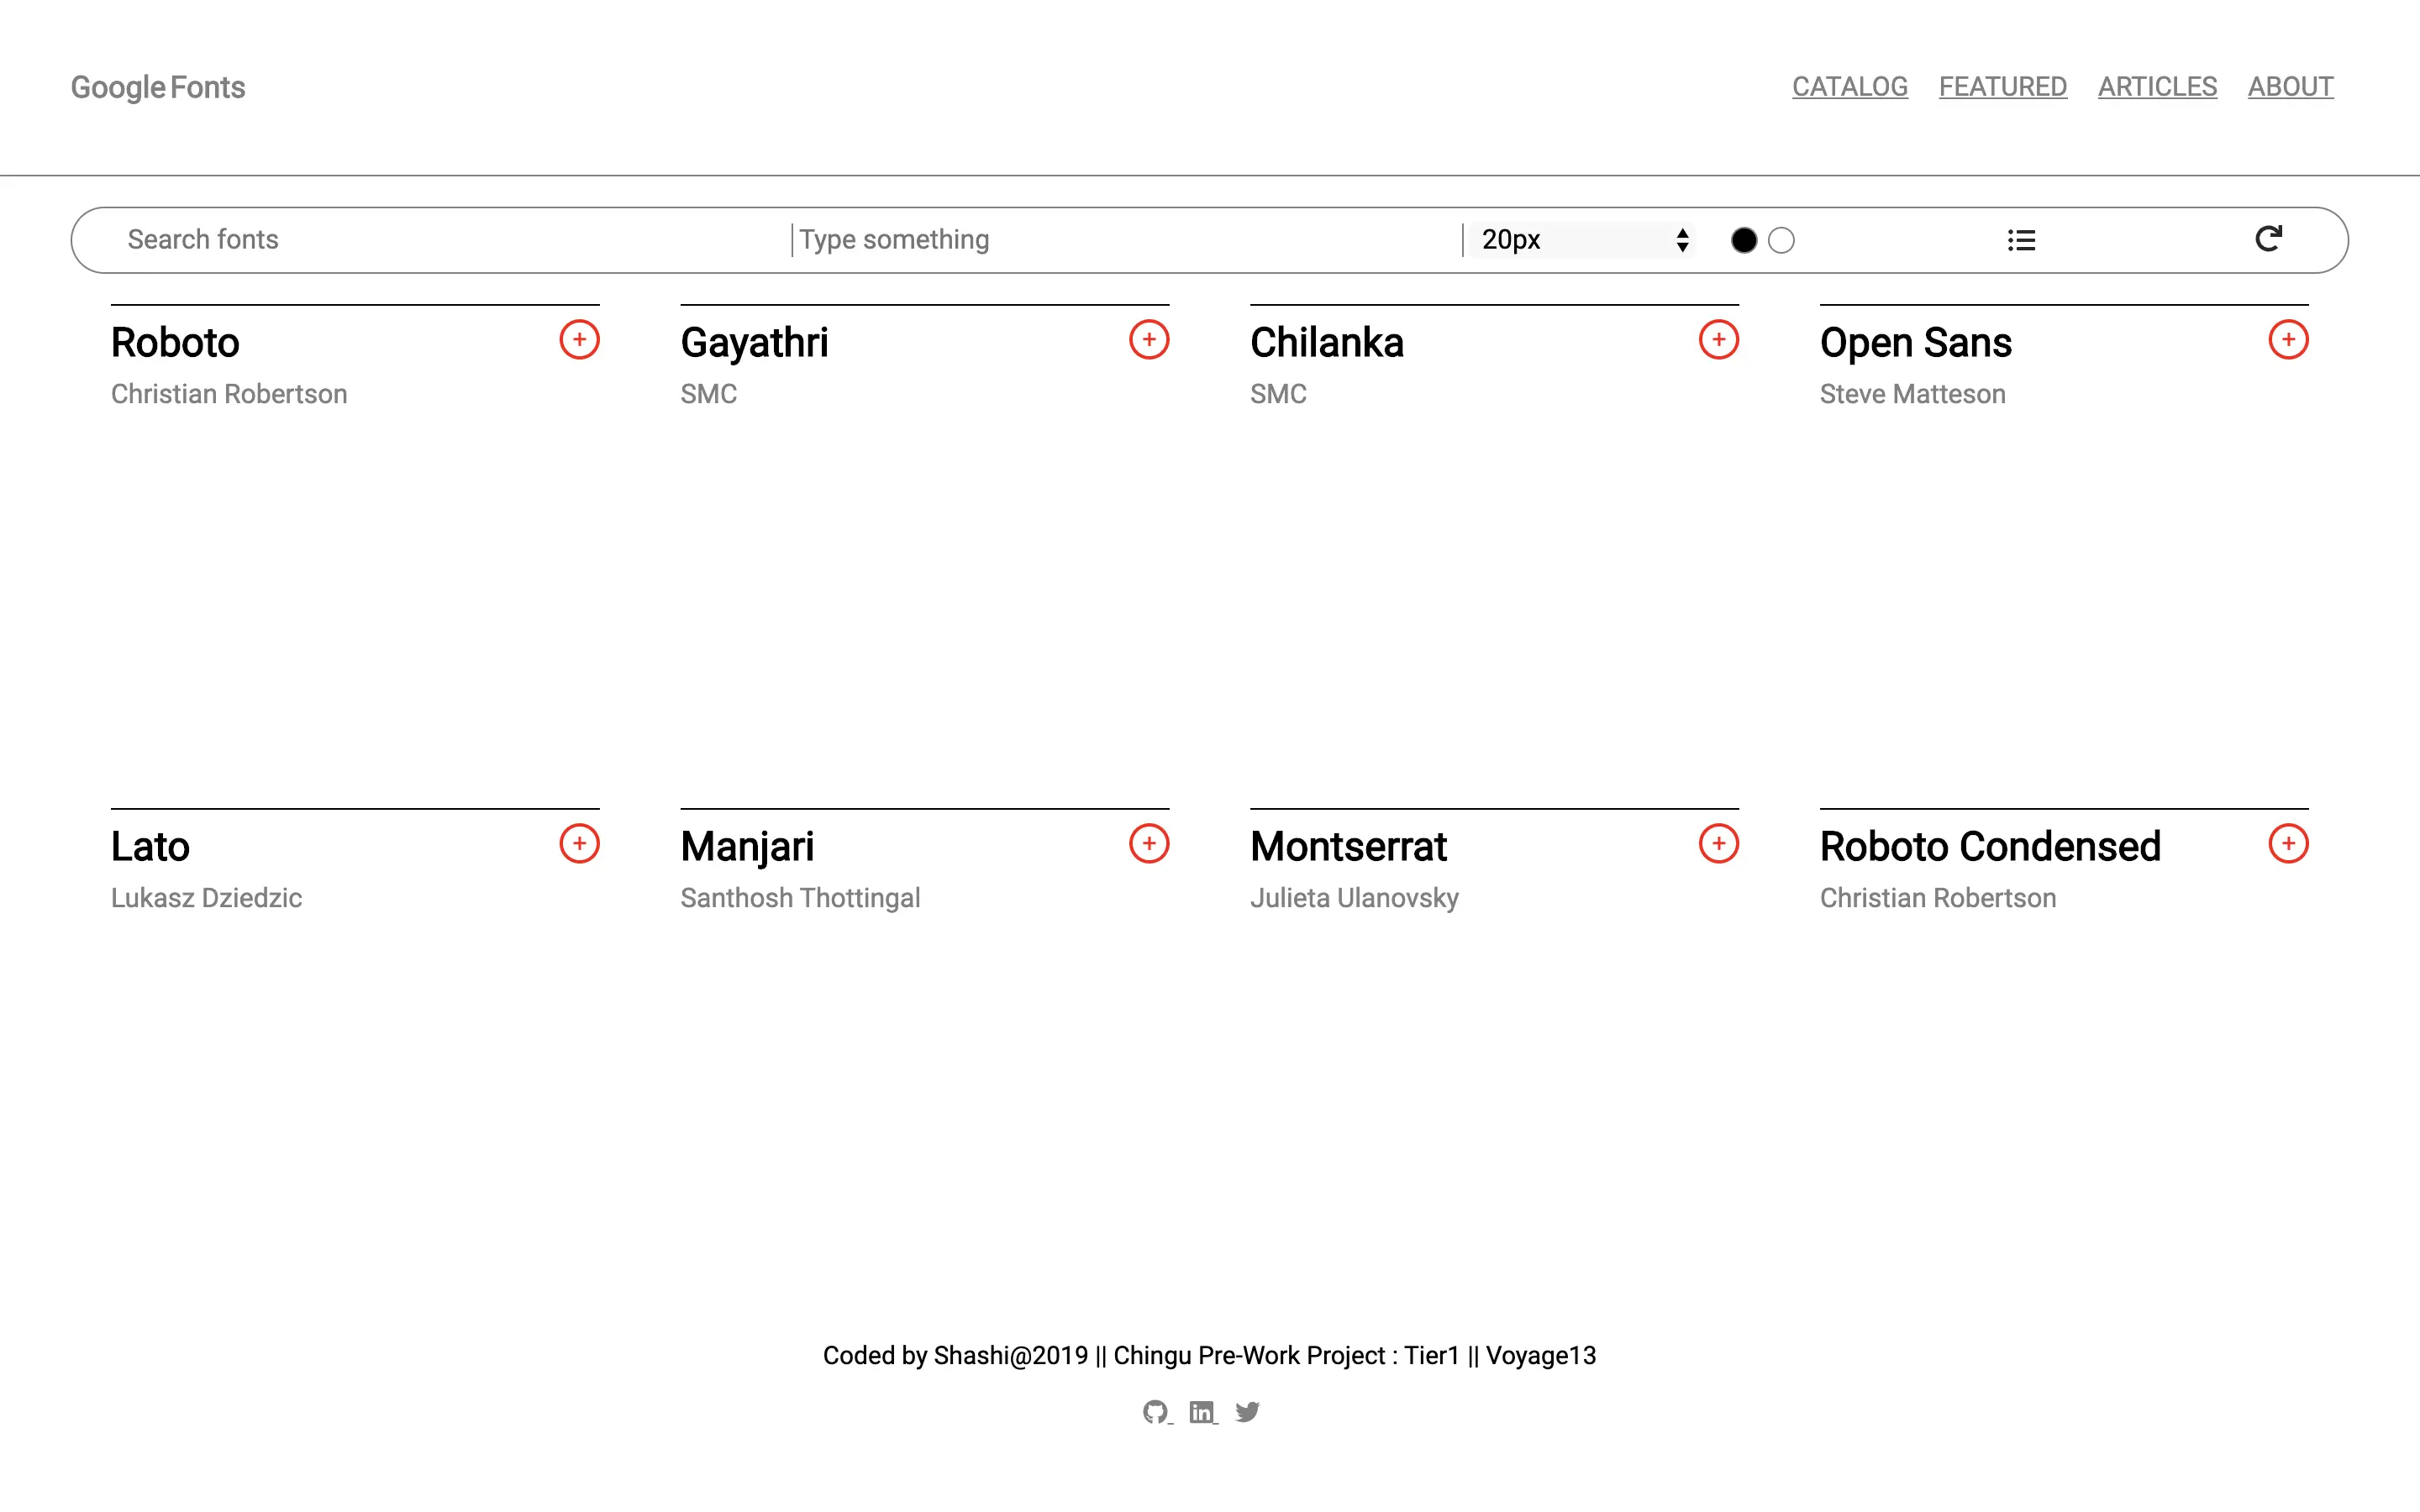 Google Fonts
CATALOG FEATURED ARTICLES ABOUT
Search fonts
Type something
20px
Roboto
Christian Robertson
Gayathri
SMC
Chilanka
SMC
Open Sans
Steve Matteson
Lato
Lukasz Dziedzic
Manjari
Santhosh Thottingal
Montserrat
Julieta Ulanovsky
Roboto Condensed
Christian Robertson
Coded by Shashi@2019 || Chingu Pre-Work Project : Tier1 || Voyage13